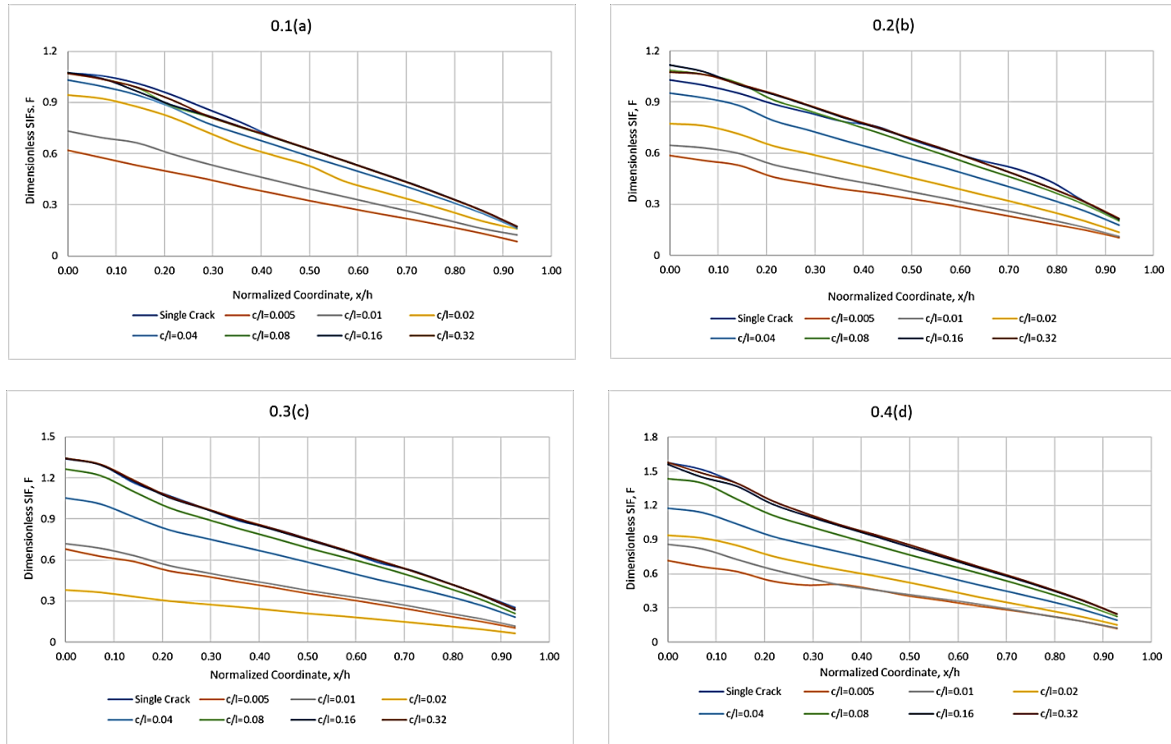 0.1(a)
Dimensionless SIFs. F
1.2
0.9
0.6
0.3
0
0.00 0.10 0.20 0.30 0.40 0.50 0.60 0.70 0.80 0.90 1.00
Normalized Coordinate, x/h
Single Crack c/l=0.005 c/l=0.01 c/l=0.02
c/l=0.04 c/l=0.08 c/l=0.16 c/l=0.32
0.2(b)
Dimensionless SIF, F
1.2
0.9
0.6
0.3
0
0.00 0.10 0.20 0.30 0.40 0.50 0.60 0.70 0.80 0.90 1.00
Noormalized Coordinate, x/h
Single Crack c/l=0.005 c/l=0.01 c/l=0.02
c/l=0.04 c/l=0.08 c/l=0.16 c/l=0.32
0.3(c)
Dimensionless SIF, F
1.5
1.2
0.9
0.6
0.3
0
0.00 0.10 0.20 0.30 0.40 0.50 0.60 0.70 0.80 0.90 1.00
Normalized Coordinate, x/h
Single Crack c/l=0.005 c/l=0.01 c/l=0.02
c/l=0.04 c/l=0.08 c/l=0.16 c/l=0.32
0.4(d)
Dimensionless SIF, F
1.8
1.5
1.2
0.9
0.6
0.3
0
0.00 0.10 0.20 0.30 0.40 0.50 0.60 0.70 0.80 0.90 1.00
Normalized Coordinate, x/h
Single Crack c/l=0.005 c/l=0.01 c/l=0.02
c/l=0.04 c/l=0.08 c/l=0.16 c/l=0.32